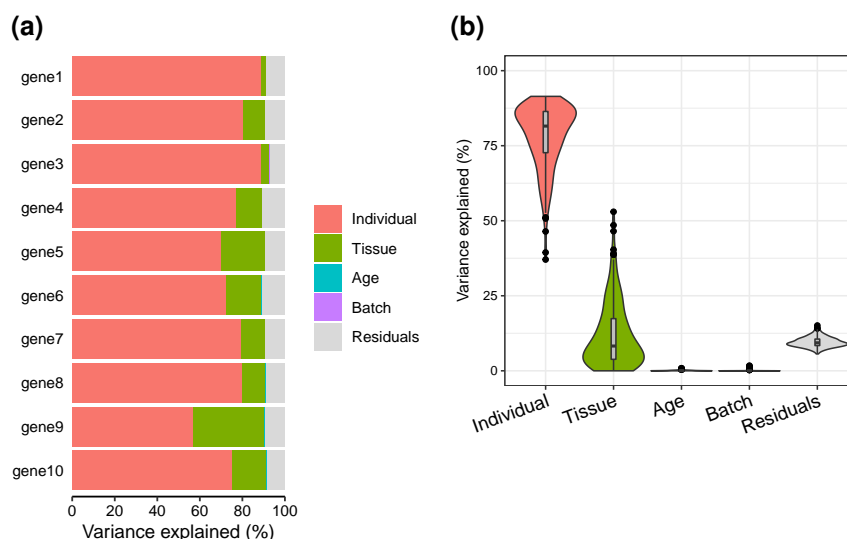 (a)
gene1
gene2
gene3
gene4
gene5
gene6
gene7
gene8
gene9
gene10
0 20 40 60 80 100
Variance explained (%)
Individual
Tissue
Age
Batch
Residuals
(b)
Variance explained (%)
100
75
50
25
0
Individual
Tissue
Age
Batch
Residuals